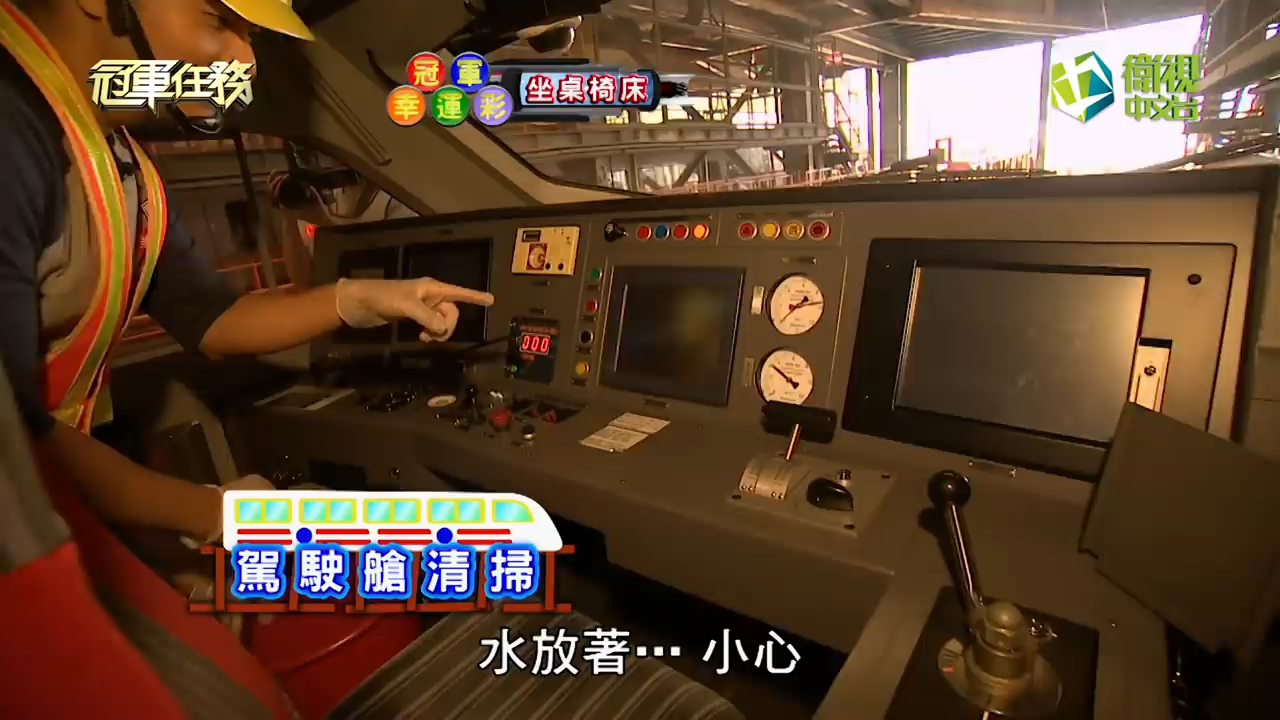 冠軍任務
冠軍
幸運彩
坐桌椅床
衛視
中文台
000
駕駛艙清掃
水放著… 小心